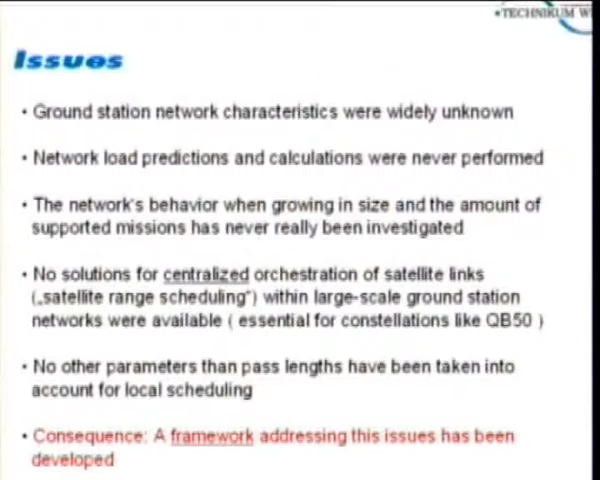 •TECHNIKUM W
Issues
• Ground station network characteristics were widely unknown
• Network load predictions and calculations were never performed
• The network's behavior when growing in size and the amount of
supported missions has never really been investigated
• No solutions for centralized orchestration of satellite links
(„satellite range scheduling“) within large-scale ground station
networks were available ( essential for constellations like QB50 )
• No other parameters than pass lengths have been taken into
account for local scheduling
• Consequence: A framework addressing this issues has been
developed